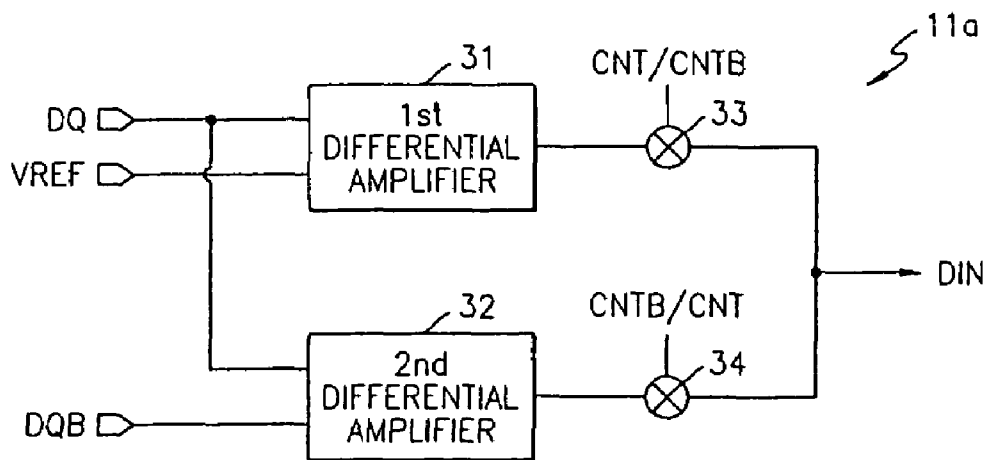 11a
31
CNT/CNTB
33
DQ
1st
DIFFERENTIAL
AMPLIFIER
VREF
DIN
32
CNTB/CNT
34
2nd
DIFFERENTIAL
AMPLIFIER
DQB